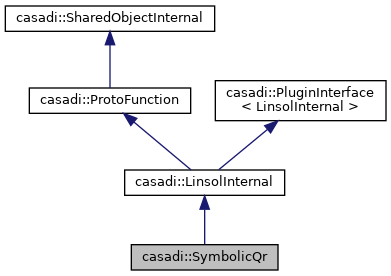 casadi::SharedObjectInternal
casadi::ProtoFunction
casadi::PluginInterface
< LinsolInternal >
casadi::LinsolInternal
casadi::SymbolicQr